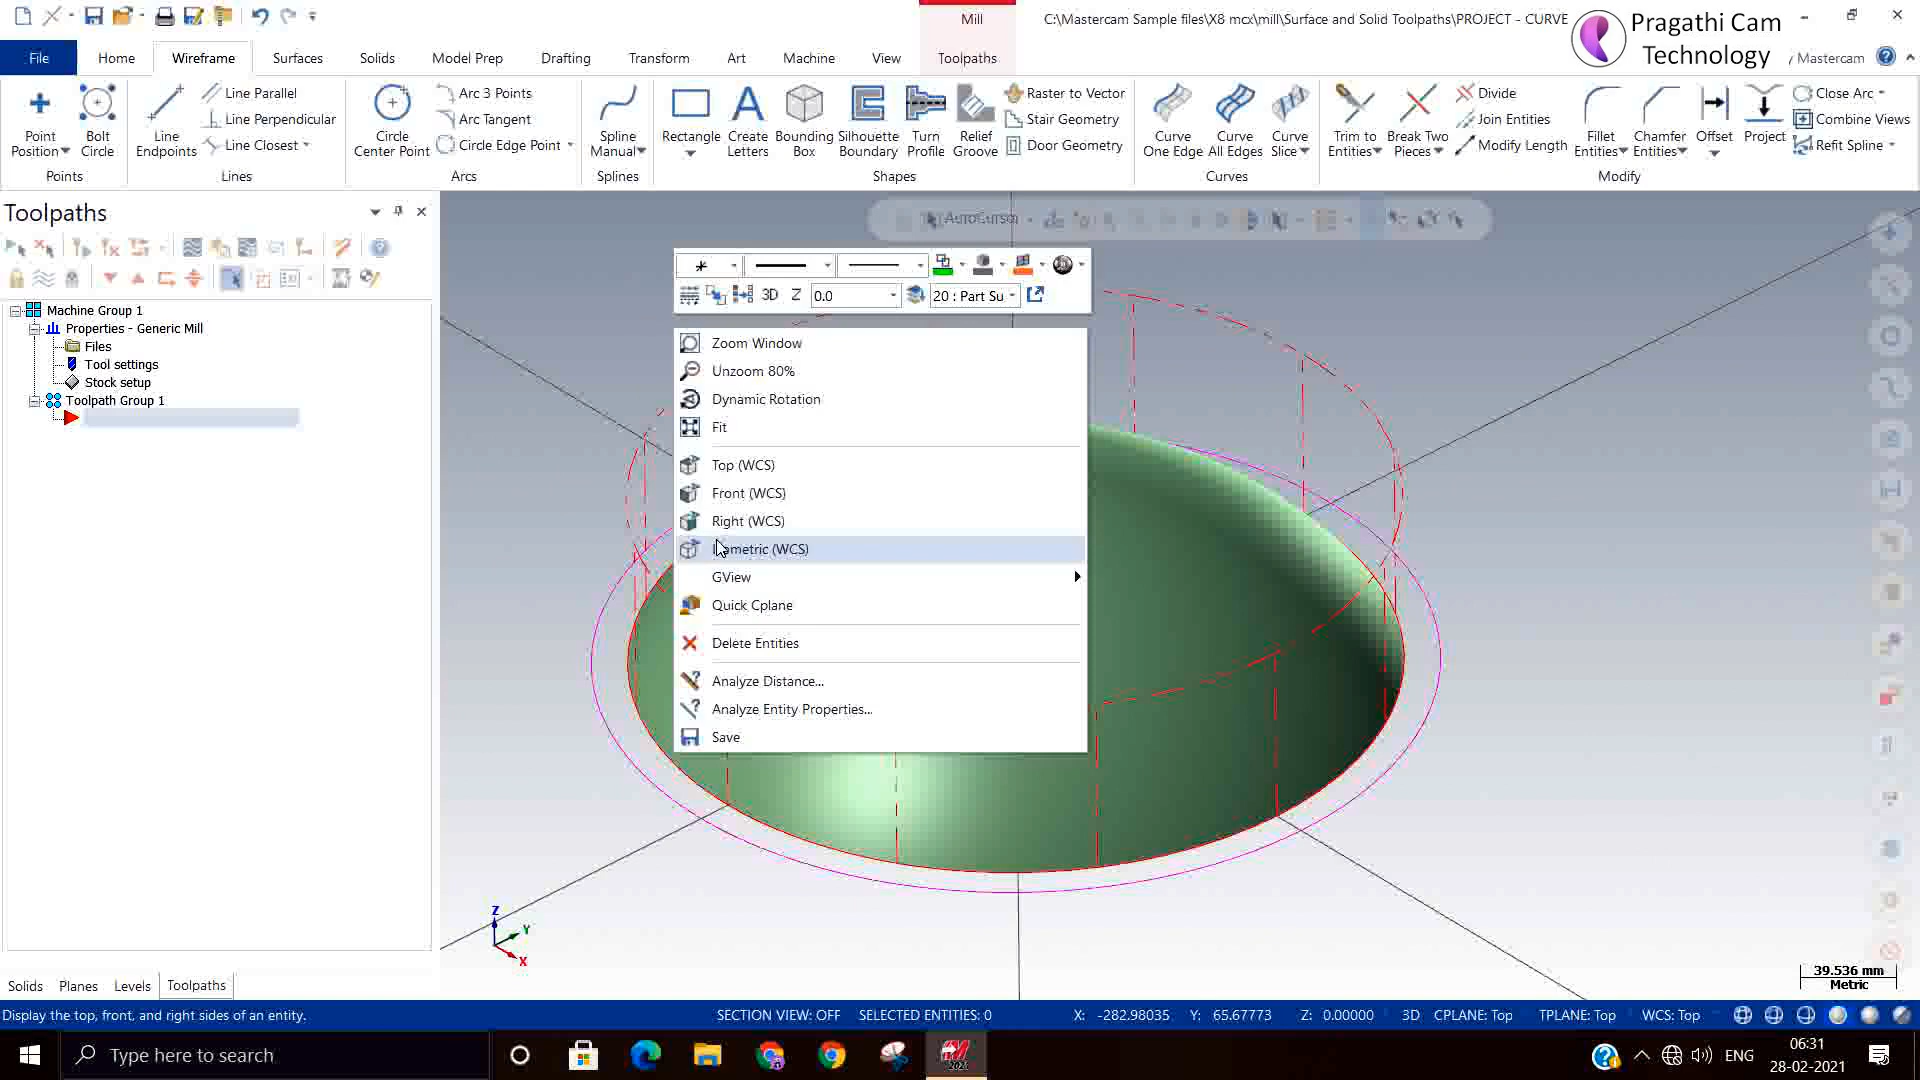 Mill
C:\Mastercam Sample files\X8 mcx\mill\Surface and Solid Toolpaths\PROJECT - CURVE
Pragathi Cam
Technology
File
Home
Wireframe
Surfaces
Solids
Model Prep
Drafting
Transform
Art
Machine
View
Toolpaths
Mastercam
Point
Position
Bolt
Circle
Points
Line
Endpoints
Line Parallel
Line Perpendicular
Line Closest
Lines
Circle
Center Point
Arc 3 Points
Arc Tangent
Circle Edge Point
Arcs
Spline
Manual
Splines
Rectangle
Create
Letters
Bounding
Box
Silhouette
Boundary
Turn
Profile
Relief
Groove
Raster to Vector
Stair Geometry
Door Geometry
Shapes
Curve
One Edge
Curve
All Edges
Curve
Slice
Curves
Trim to
Entities
Break Two
Pieces
Divide
Join Entities
Modify Length
Fillet
Entities
Chamfer
Entities
Offset
Project
Close Arc
Combine Views
Refit Spline
Modify
Toolpaths
Machine Group 1
Properties - Generic Mill
Files
Tool settings
Stock setup
Toolpath Group 1
AutoCursor
3D
Z
0.0
20 : Part Su
Zoom Window
Unzoom 80%
Dynamic Rotation
Fit
Top (WCS)
Front (WCS)
Right (WCS)
Isometric (WCS)
GView
Quick Cplane
Delete Entities
Analyze Distance...
Analyze Entity Properties...
Save
Z
Y
X
39.536 mm
Metric
Solids
Planes
Levels
Toolpaths
Display the top, front, and right sides of an entity.
SECTION VIEW: OFF
SELECTED ENTITIES: 0
X: -282.98035
Y: 65.67773
Z: 0.00000
3D
CPLANE: Top
TPLANE: Top
WCS: Top
Type here to search
2021
ENG
06:31
28-02-2021